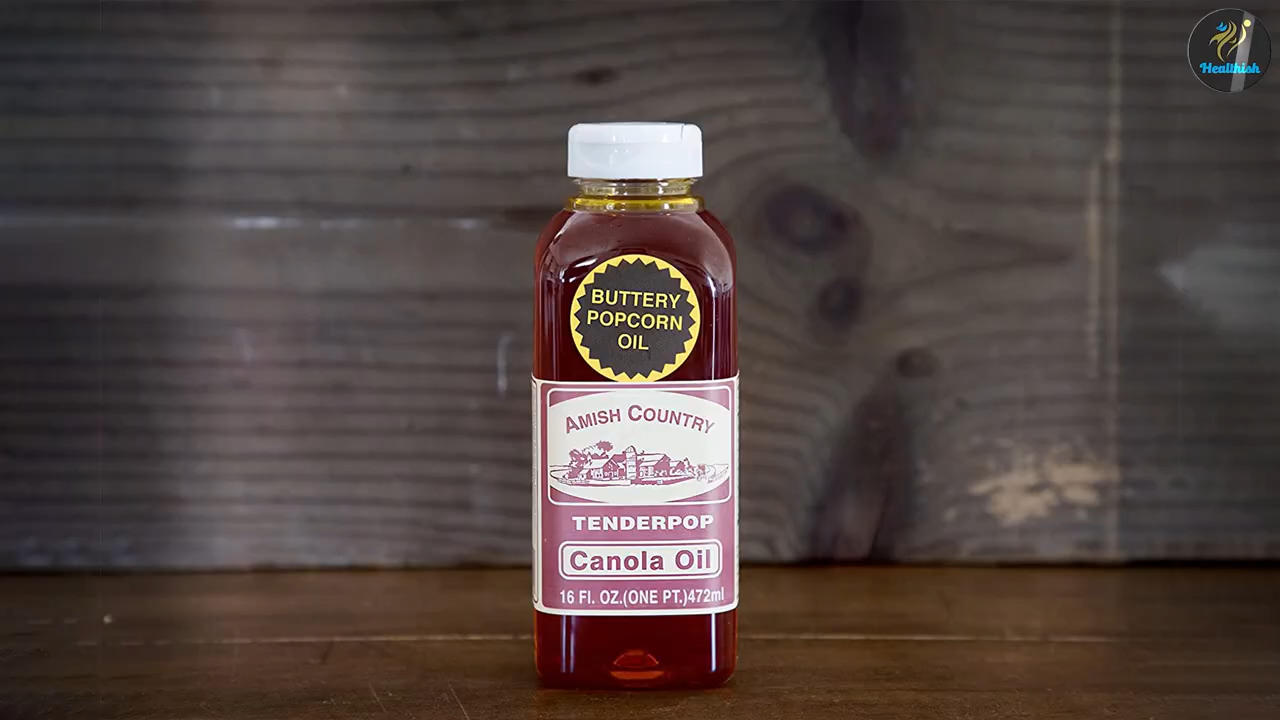 Healthish
BUTTERY
POPCORN
OIL
AMISH COUNTRY
TENDERPOP
Canola Oil
16 FI. OZ.(ONE PT.)472ml